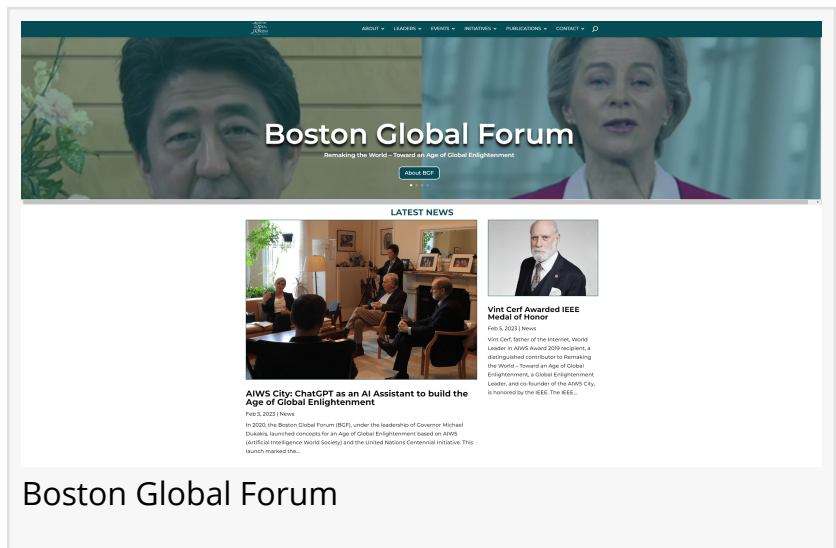 ABOUT LEADERS EVENTS INITIATIVES PUBLICATIONS CONTACT
Boston Global Forum
Remaking the World – Toward an Age of Global Enlightenment
About BGF
LATEST NEWS
AIWS City: ChatGPT as an AI Assistant to build the
Age of Global Enlightenment
Feb 5, 2023 | News
In 2020, the Boston Global Forum (BGF), under the leadership of Governor Michael
Dukakis, launched concepts for an Age of Global Enlightenment based on AIWS
(Artificial Intelligence World Society) and the United Nations Centennial Initiative. This
launch marked the...
Vint Cerf Awarded IEEE
Medal of Honor
Feb 5, 2023 | News
Vint Cerf, father of the Internet, World
Leader in AIWS Award 2019 recipient, a
distinguished contributor to Remaking
the World – Toward an Age of Global
Enlightenment, a Global Enlightenment
Leader, and co-founder of the AIWS City,
is honored by the IEEE. The IEEE...
Boston Global Forum